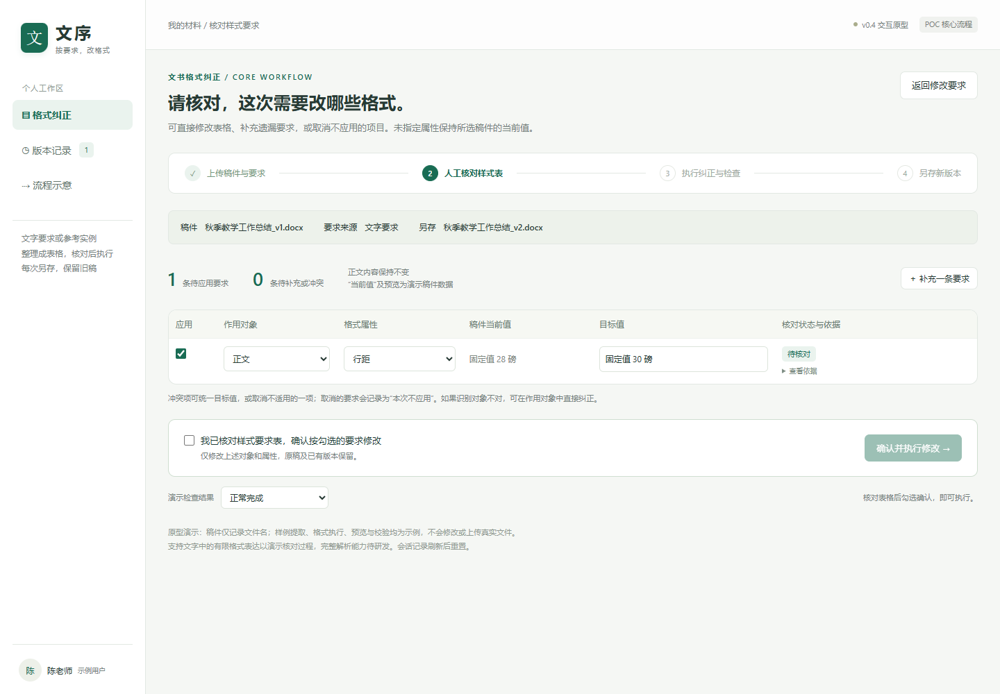 文
文序
按要求，改格式
个人工作区
格式纠正
版本记录 1
流程示意
文字要求或参考实例
整理成表格，核对后执行
每次另存，保留旧稿
陈 陈老师 示例用户
我的材料 / 核对样式要求
v0.4 交互原型 POC 核心流程
文书格式纠正 / CORE WORKFLOW
返回修改要求
请核对，这次需要改哪些格式。
可直接修改表格、补充遗漏要求，或取消不应用的项目。未指定属性保持所选稿件的当前值。
✓ 上传稿件与要求 2 人工核对样式表 3 执行纠正与检查 4 另存新版本
稿件 秋季教学工作总结_v1.docx 要求来源 文字要求 另存 秋季教学工作总结_v2.docx
1 条待应用要求 0 条待补充或冲突
正文内容保持不变
“当前值”及预览为演示稿件数据
+ 补充一条要求
应用 作用对象 格式属性 稿件当前值 目标值 核对状态与依据
正文 行距 固定值 28 磅 固定值 30 磅 待核对
▶ 查看依据
冲突项可统一目标值，或取消不适用的一项；取消的要求会记录为“本次不应用”。如果识别对象不对，可在作用对象中直接纠正。
我已核对样式要求表，确认按勾选的要求修改
仅修改上述对象和属性，原稿及已有版本保留。
确认并执行修改 →
演示检查结果 正常完成 核对表格后勾选确认，即可执行。
原型演示：稿件仅记录文件名；样例提取、格式执行、预览与校验均为示例，不会修改或上传真实文件。
支持文字中的有限格式表达以演示核对过程，完整解析能力待研发。会话记录刷新后重置。